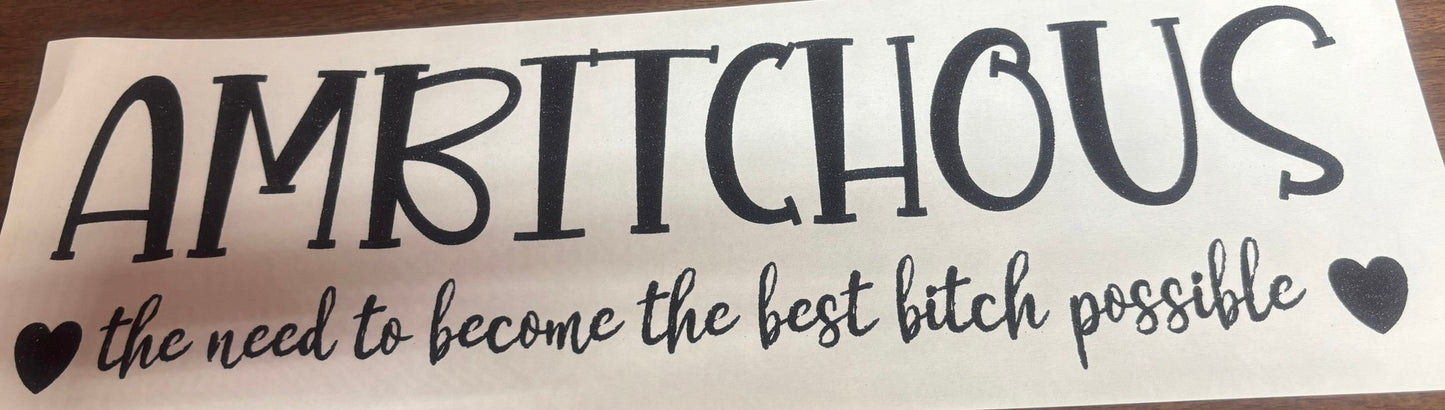 AMBITCHOUS
the need to become the best bitch possible